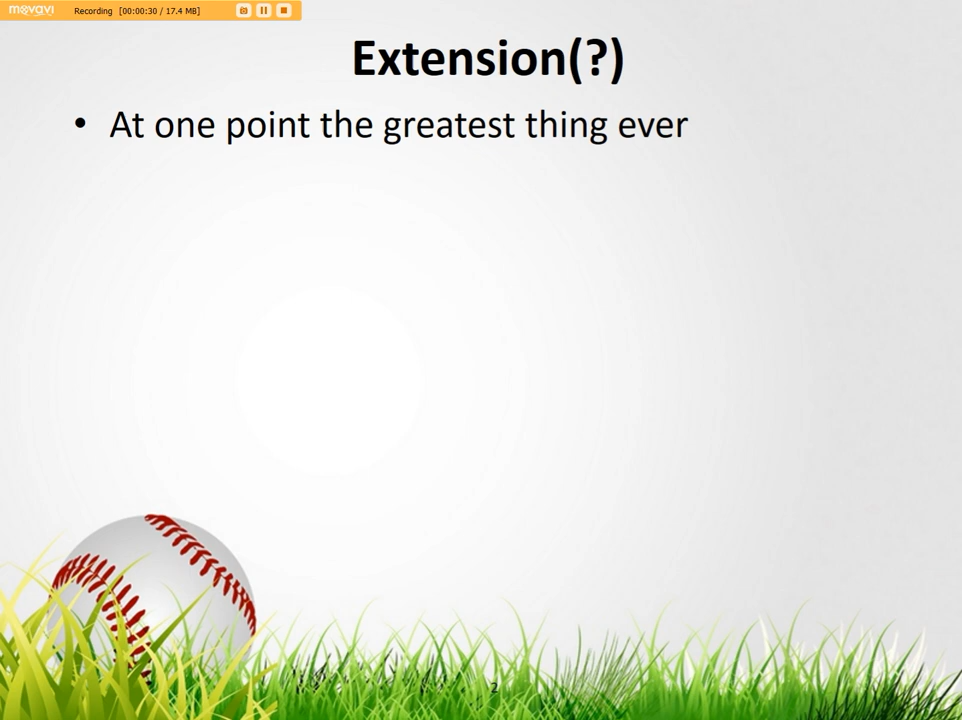 movavi
Recording [00:00:30 / 17.4 MB]
Extension(?)
• At one point the greatest thing ever
2